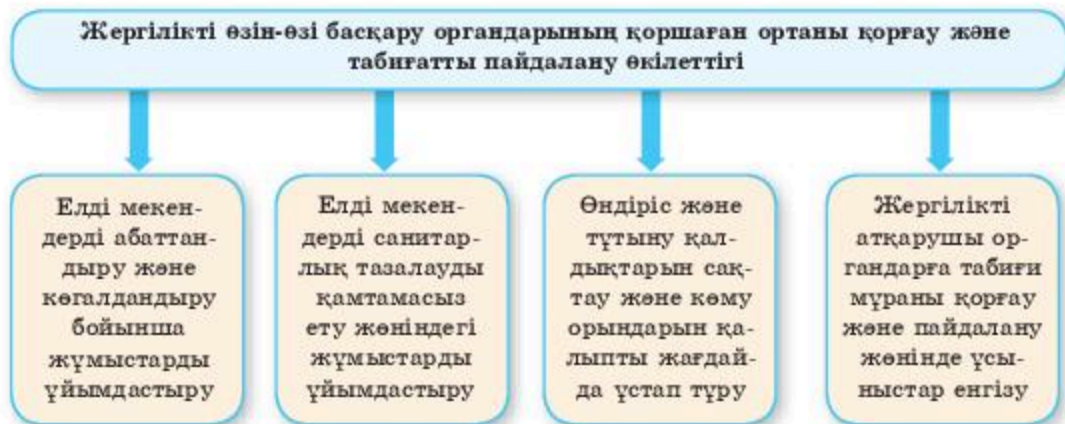 Жергілікті өзін-өзі басқару органдарының қоршаған ортаны қорғау және
табиғатты пайдалану өкілеттігі
Елді мекен-
дерді абаттан-
дыру және
көгалдандыру
бойынша
жұмыстарды
ұйымдастыру
Елді мекен-
дерді санитар-
лық тазалауды
қамтамасыз
ету жөніндегі
жұмыстарды
ұйымдастыру
Өндіріс және
тұтыну қал-
дықтарын сақ-
тау және көму
орындарын қа-
лыпты жағдай-
да ұстап тұру
Жергілікті
атқарушы ор-
гандарға табиғи
мұраны қорғау
және пайдалану
жөнінде ұсы-
ныстар енгізу